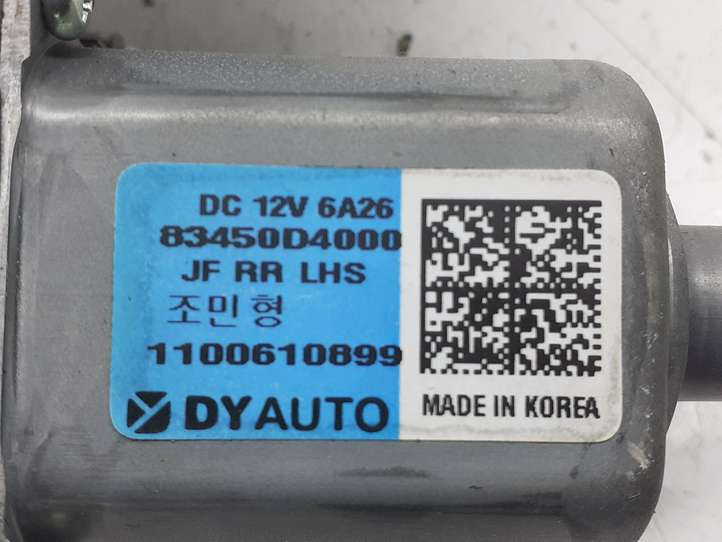 DC 12V 6A26
83450D4000
JF RR LHS
조민형
1100610899
DYAUTO
MADE IN KOREA